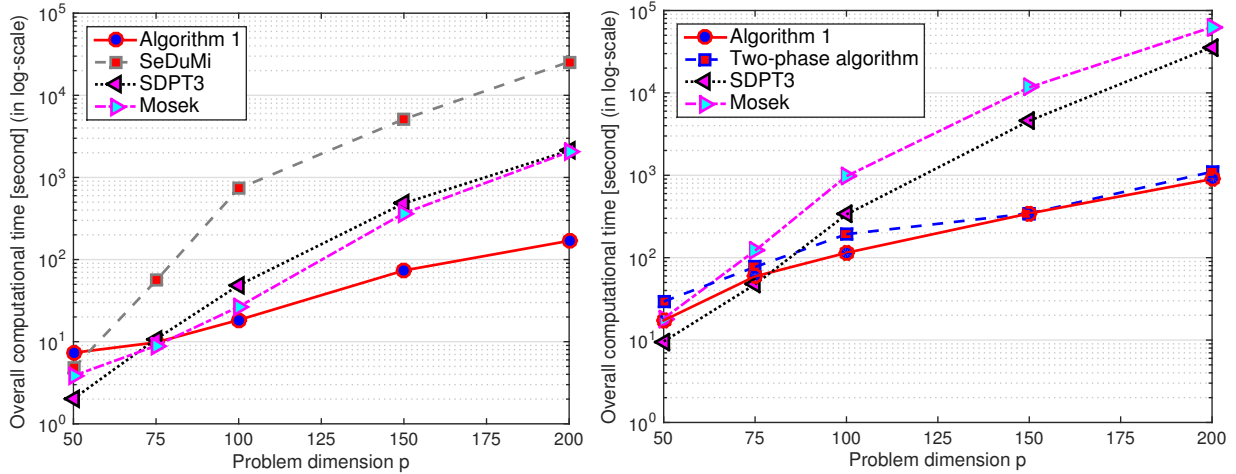 Overall computational time [second] (in log-scale)
10^5
10^4
10^3
10^2
10^1
10^0
Algorithm 1
SeDuMi
SDPT3
Mosek
50 75 100 125 150 175 200
Problem dimension p
Overall computational time [second] (in log-scale)
10^5
10^4
10^3
10^2
10^1
10^0
Algorithm 1
Two-phase algorithm
SDPT3
Mosek
50 75 100 125 150 175 200
Problem dimension p